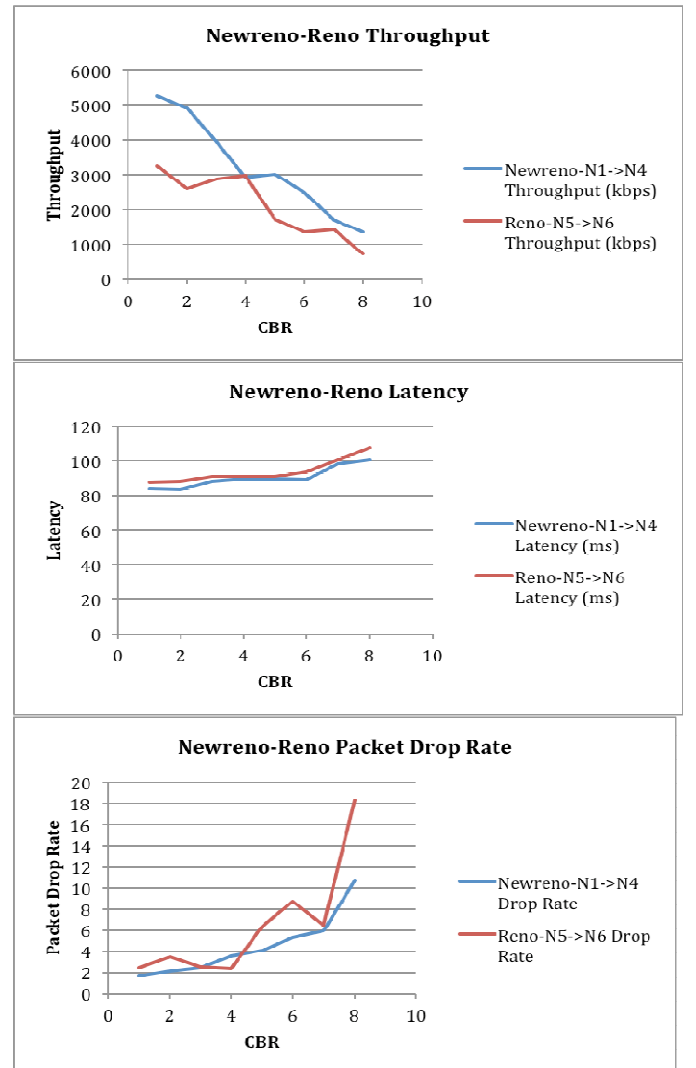 Newreno-Reno Throughput
6000
5000
4000
3000
2000
1000
0
Throughput
0 2 4 6 8 10
CBR
Newreno-N1->N4
Throughput (kbps)
Reno-N5->N6
Throughput (kbps)
Newreno-Reno Latency
120
100
80
60
40
20
0
Latency
0 2 4 6 8 10
CBR
Newreno-N1->N4
Latency (ms)
Reno-N5->N6
Latency (ms)
Newreno-Reno Packet Drop Rate
20
18
16
14
12
10
8
6
4
2
0
Packet Drop Rate
0 2 4 6 8 10
CBR
Newreno-N1->N4
Drop Rate
Reno-N5->N6 Drop
Rate